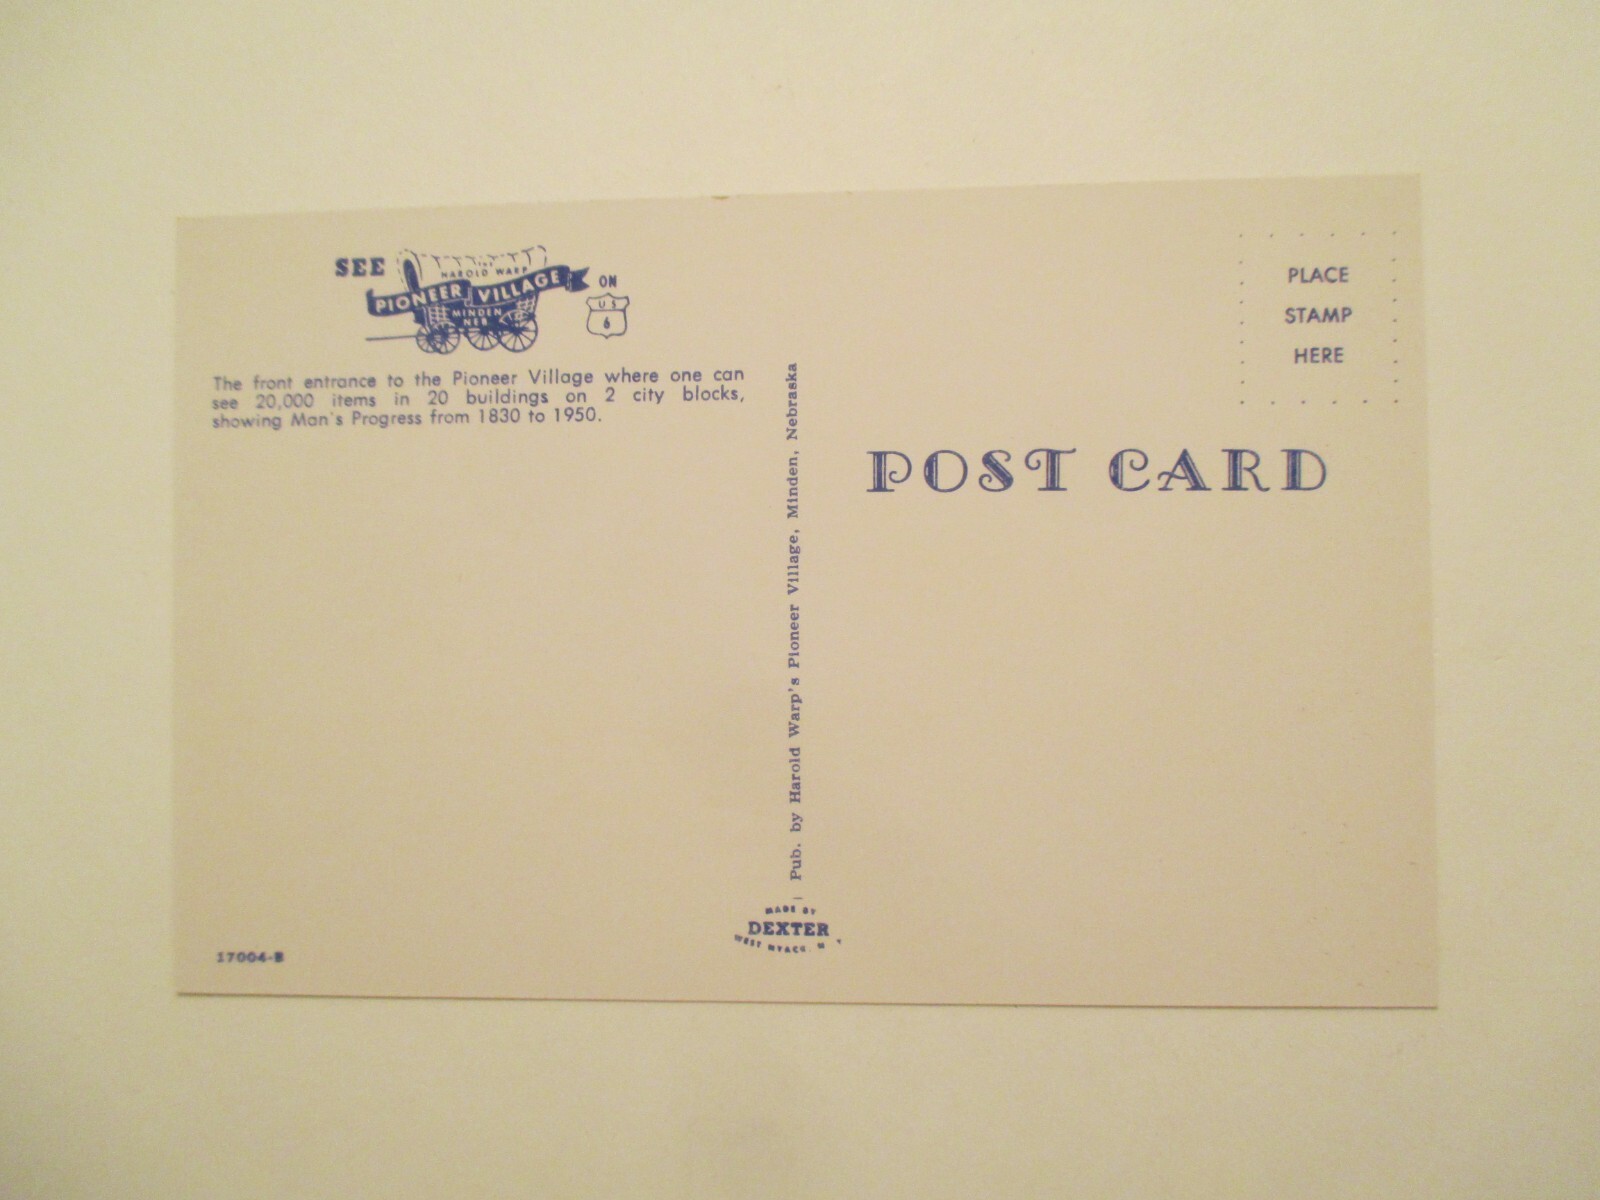 SEE
THE
HAROLD WARP
PIONEER VILLAGE
MINDEN
NEB
ON
US
6
The front entrance to the Pioneer Village where one can
see 20,000 items in 20 buildings on 2 city blocks,
showing Man's Progress from 1830 to 1950.
17004-B
Pub. by Harold Warp's Pioneer Village, Minden, Nebraska
MADE BY
DEXTER
WEST NYACK, N Y
PLACE
STAMP
HERE
POST CARD